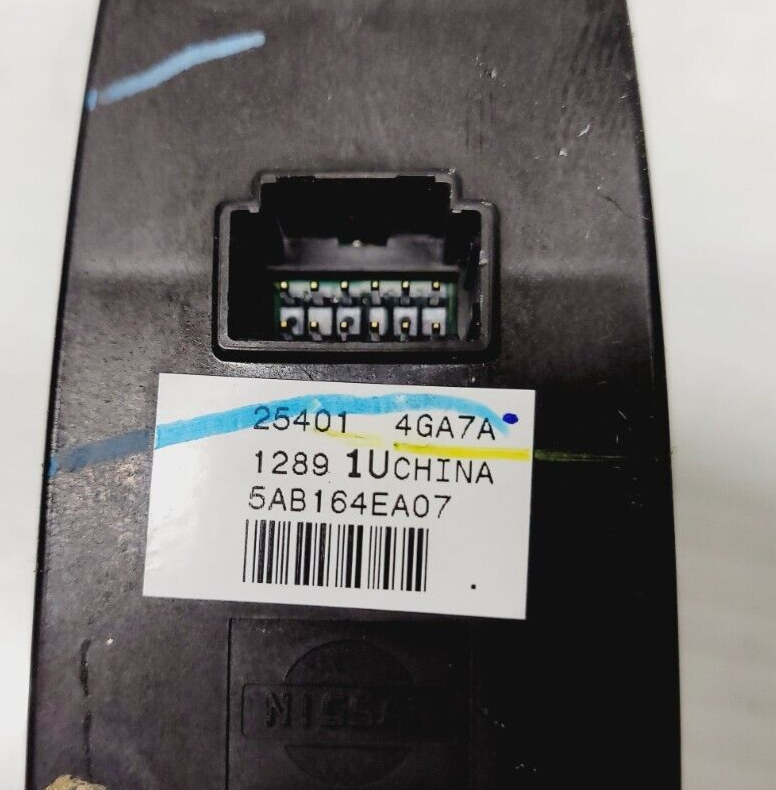 25401 4GA7A
1289 1UCHINA
5AB164EA07
NISSAN